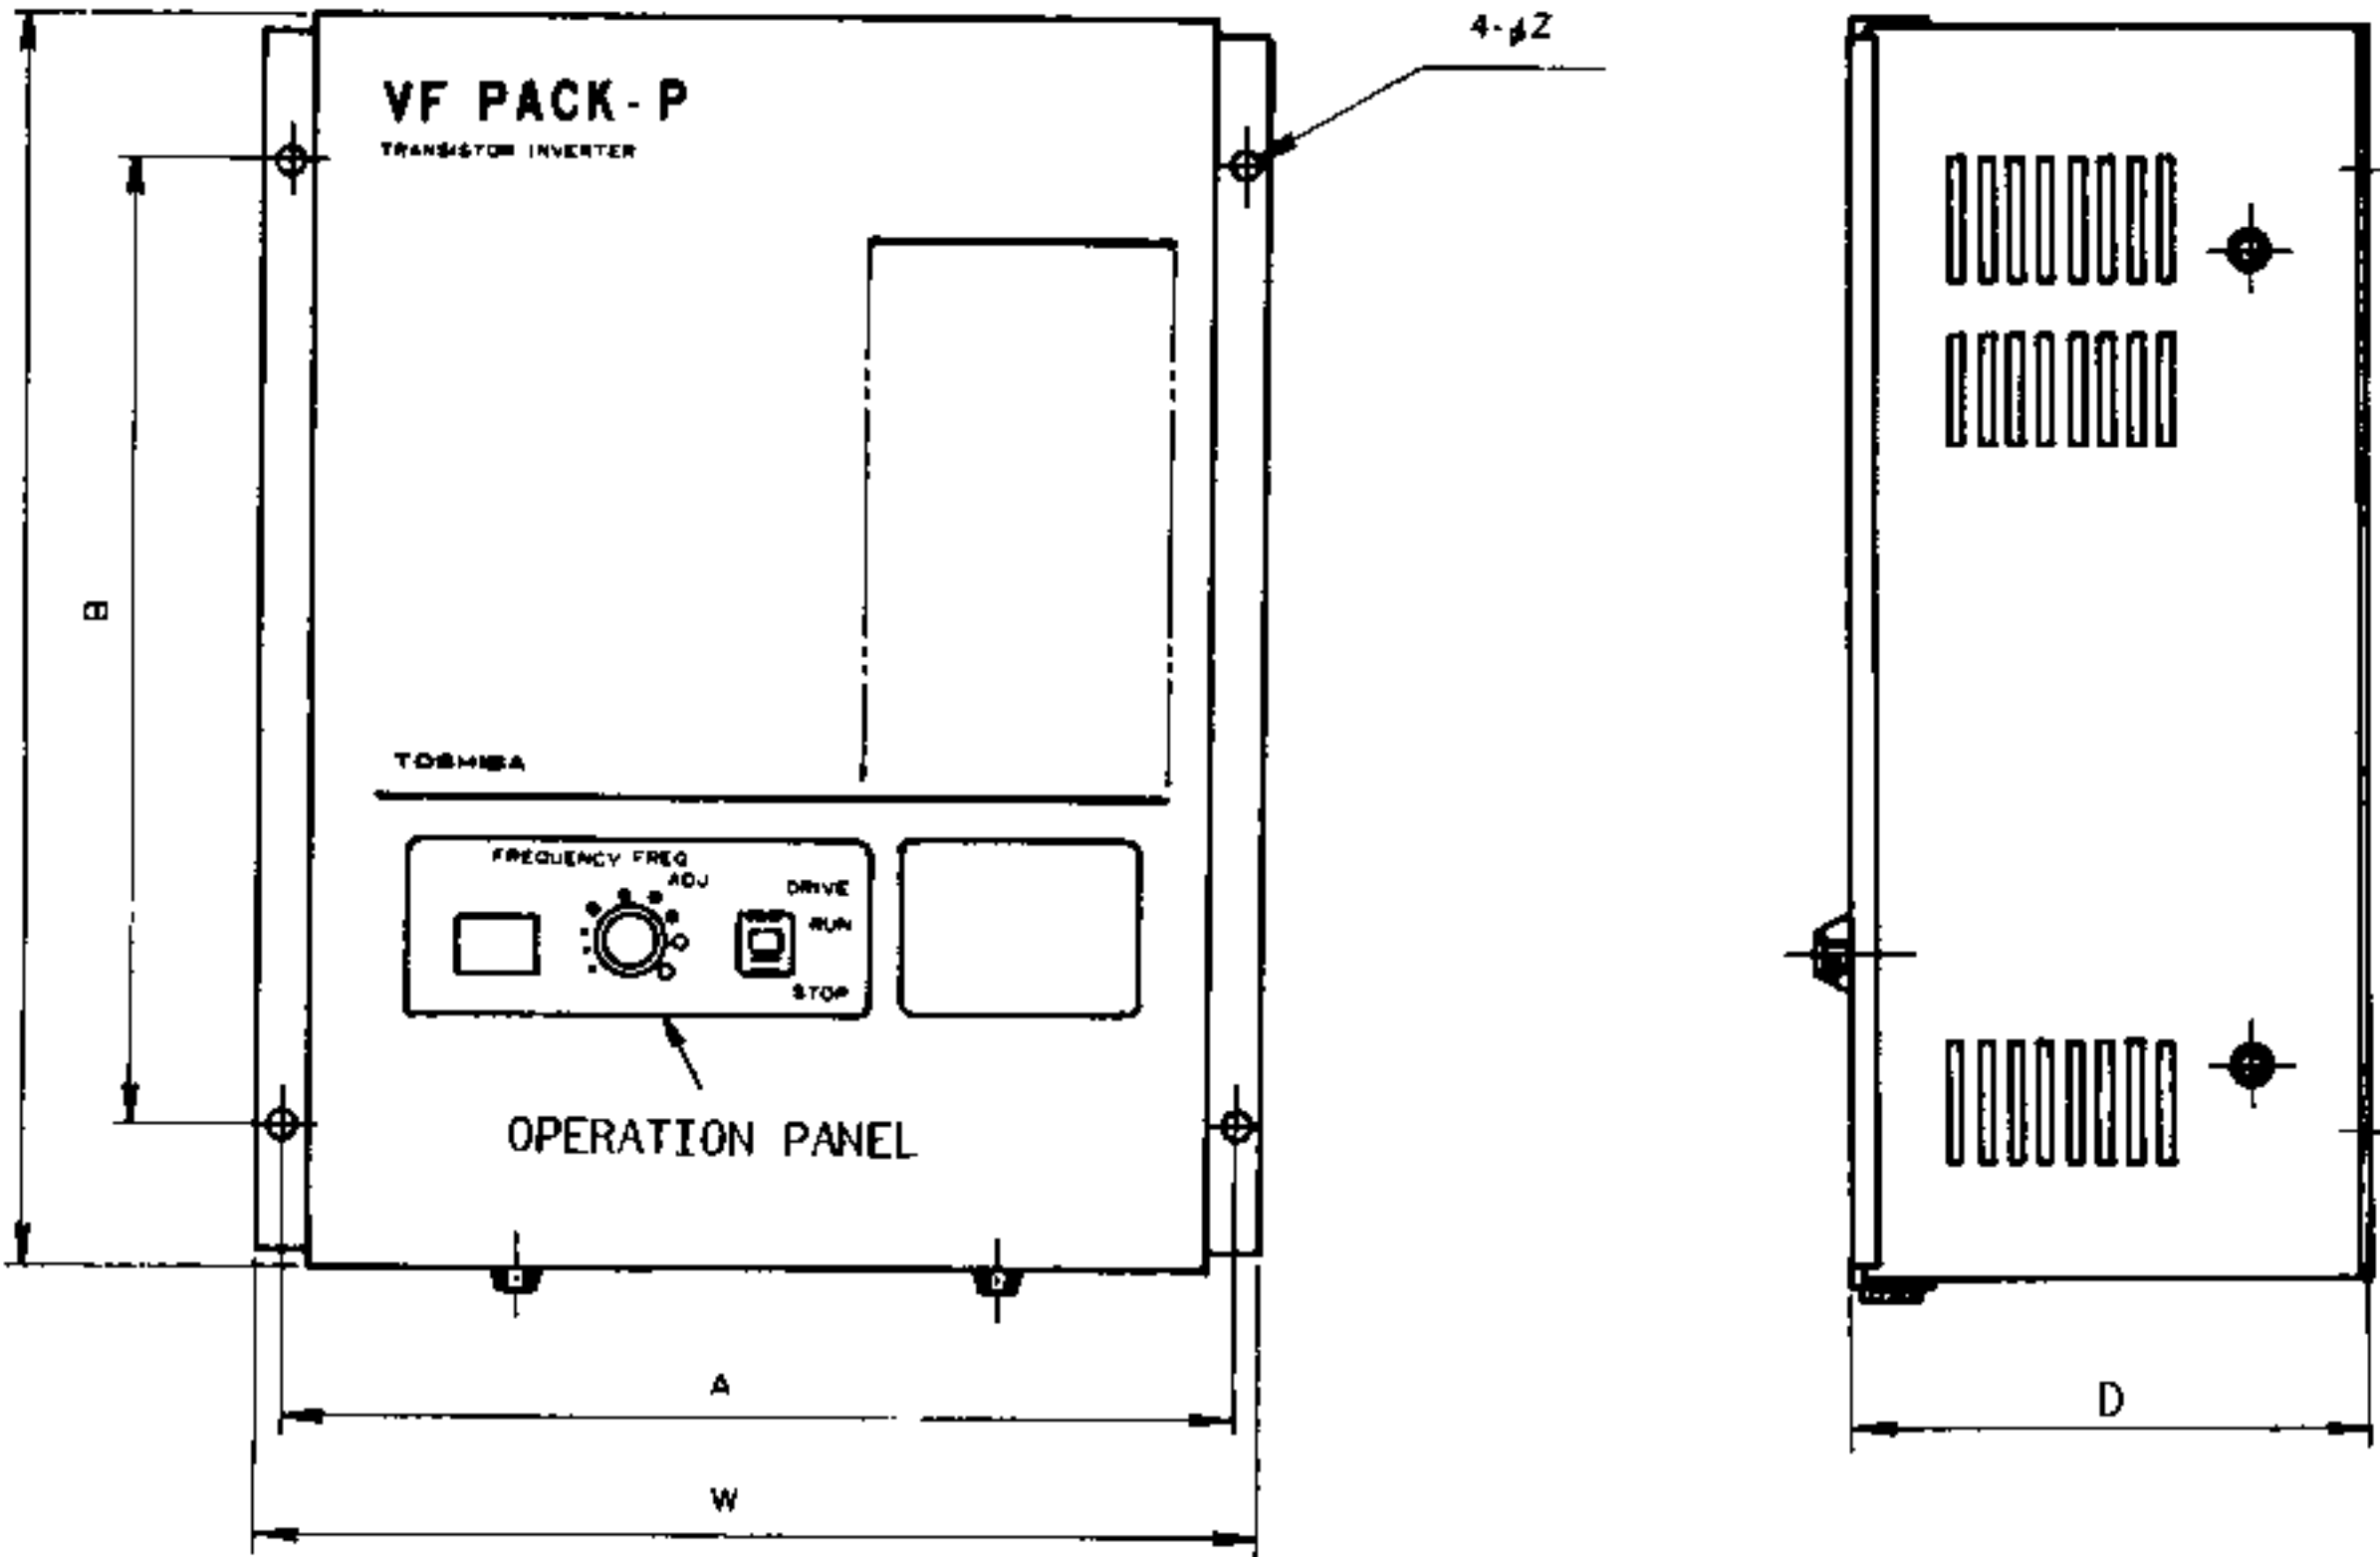 4-φZ
VF PACK-P
TRANSISTOR INVERTER
B
TOSHIBA
FREQUENCY FREQ
ADJ
DRIVE
RUN
STOP
OPERATION PANEL
A
D
W